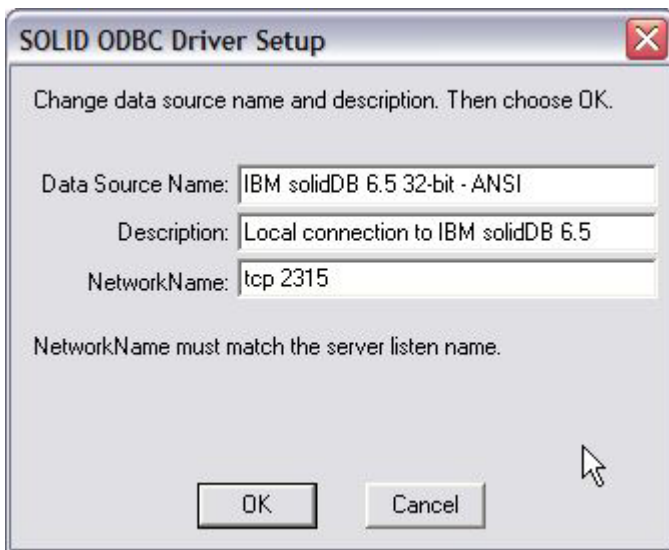 SOLID ODBC Driver Setup
Change data source name and description. Then choose OK.
Data Source Name: IBM solidDB 6.5 32-bit - ANSI
Description: Local connection to IBM solidDB 6.5
NetworkName: tcp 2315
NetworkName must match the server listen name.
OK Cancel